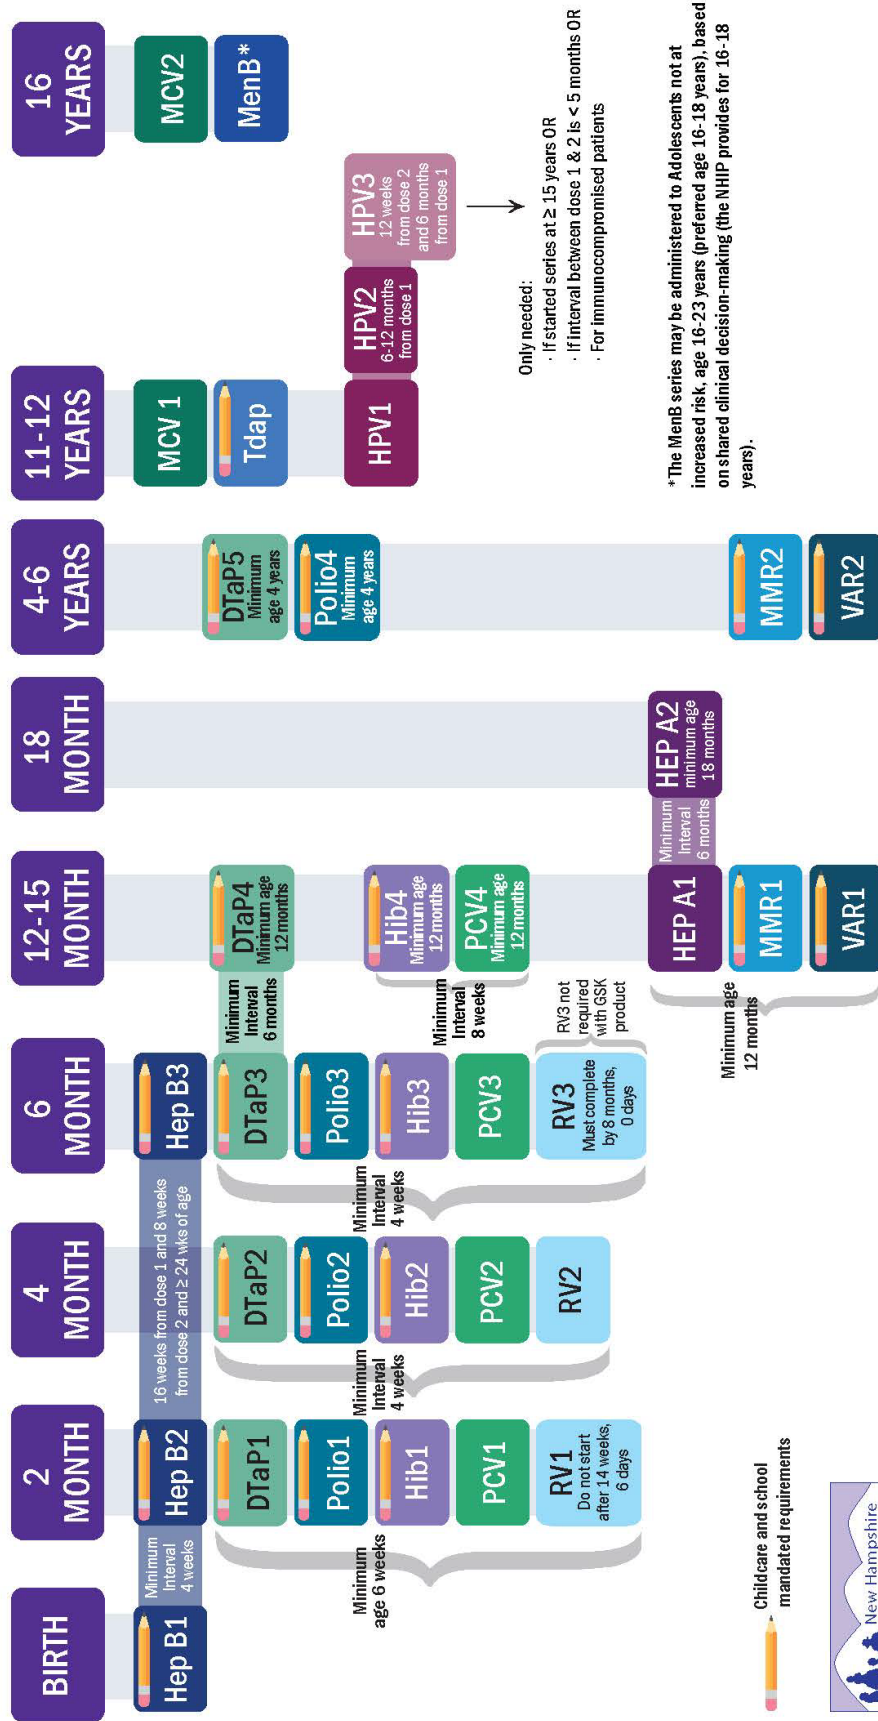 BIRTH
Hep B1
Minimum
Interval
4 weeks
2
MONTH
Hep B2
DTaP1
Polio1
Hib1
PCV1
RV1
Do not start
after 14 weeks,
6 days
Minimum
age 6 weeks
16 weeks from dose 1 and 8 weeks
from dose 2 and ≥ 24 wks of age
4
MONTH
DTaP2
Polio2
Hib2
PCV2
RV2
Minimum
Interval
4 weeks
6
MONTH
Hep B3
DTaP3
Polio3
Hib3
PCV3
RV3
Must complete
by 8 months,
0 days
Minimum
Interval
4 weeks
RV3 not
required
with GSK
product
Minimum
Interval
6 months
Minimum
Interval
8 weeks
12-15
MONTH
DTaP4
Minimum age
12 months
Hib4
Minimum age
12 months
PCV4
Minimum age
12 months
HEP A1
MMR1
VAR1
Minimum age
12 months
Minimum
Interval
6 months
18
MONTH
HEP A2
minimum age
18 months
4-6
YEARS
DTaP5
Minimum
age 4 years
Polio4
Minimum
age 4 years
MMR2
VAR2
11-12
YEARS
MCV 1
Tdap
HPV1
HPV2
6-12 months
from dose 1
HPV3
12 weeks
from dose 2
and 6 months
from dose 1
16
YEARS
MCV2
MenB*
Only needed:
· If started series at ≥ 15 years OR
· If interval between dose 1 & 2 is < 5 months OR
· For immunocompromised patients
*The MenB series may be administered to Adolescents not at
increased risk, age 16-23 years (preferred age 16-18 years), based
on shared clinical decision-making (the NHIP provides for 16-18
years).
Childcare and school
mandated requirements
New Hampshire